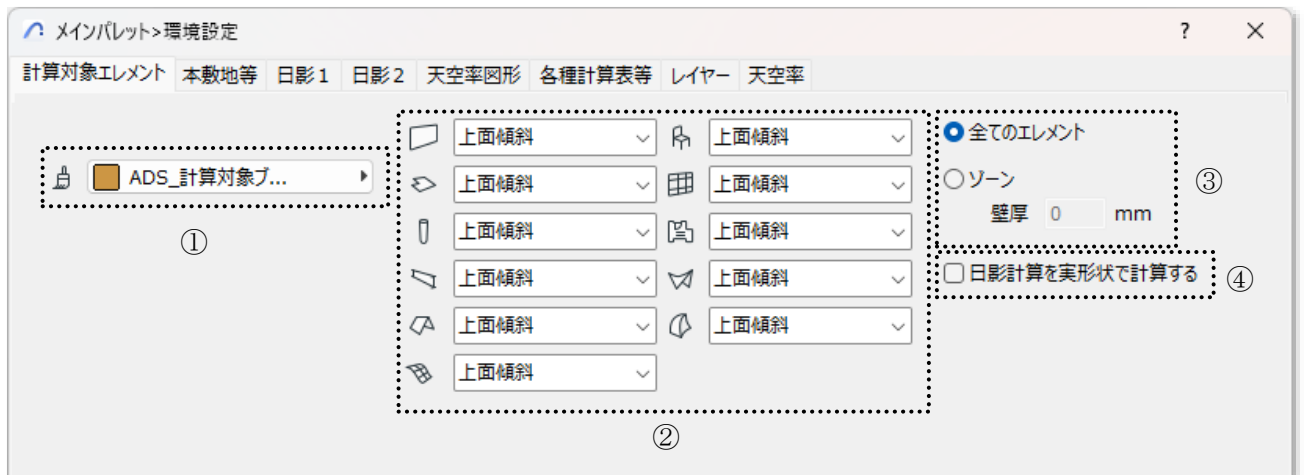 メインパレット>環境設定 ? ×
計算対象エレメント 本敷地等 日影1 日影2 天空率図形 各種計算表等 レイヤー 天空率
上面傾斜 上面傾斜 全てのエレメント
ADS_計算対象ブ... 上面傾斜 上面傾斜 ゾーン ③
① 上面傾斜 上面傾斜 壁厚 0 mm
上面傾斜 上面傾斜 日影計算を実形状で計算する ④
上面傾斜 上面傾斜
上面傾斜
②